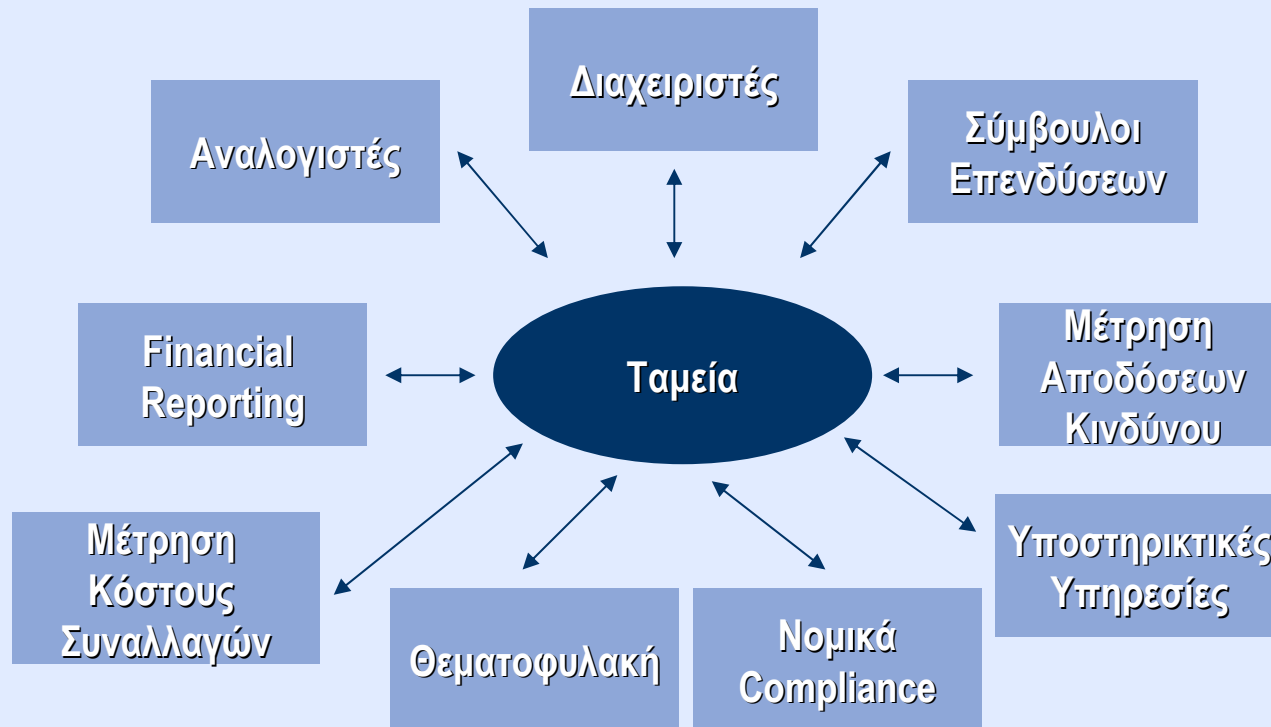 Διαχειριστές
Αναλογιστές
Σύμβουλοι
Επενδύσεων
Financial
Reporting
Ταμεία
Μέτρηση
Αποδόσεων
Κινδύνου
Μέτρηση
Κόστους
Συναλλαγών
Υποστηρικτικές
Υπηρεσίες
Θεματοφυλακή
Νομικά
Compliance